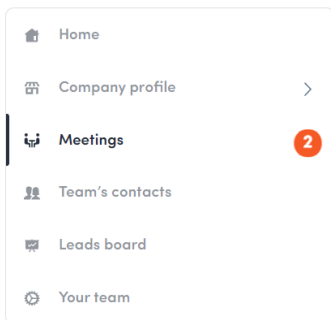 Home
Company profile
Meetings 2
Team's contacts
Leads board
Your team